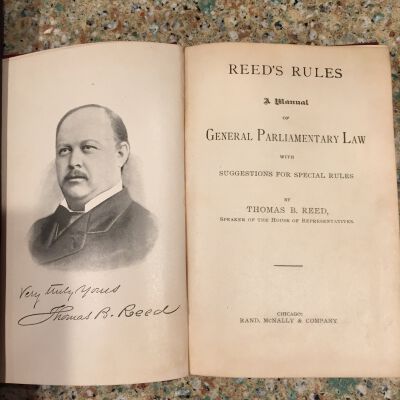 Very truly Yours
Thomas B. Reed
REED'S RULES
A Manual
OF
GENERAL PARLIAMENTARY LAW
WITH
SUGGESTIONS FOR SPECIAL RULES
BY
THOMAS B. REED,
SPEAKER OF THE HOUSE OF REPRESENTATIVES.
CHICAGO:
RAND, MCNALLY & COMPANY.